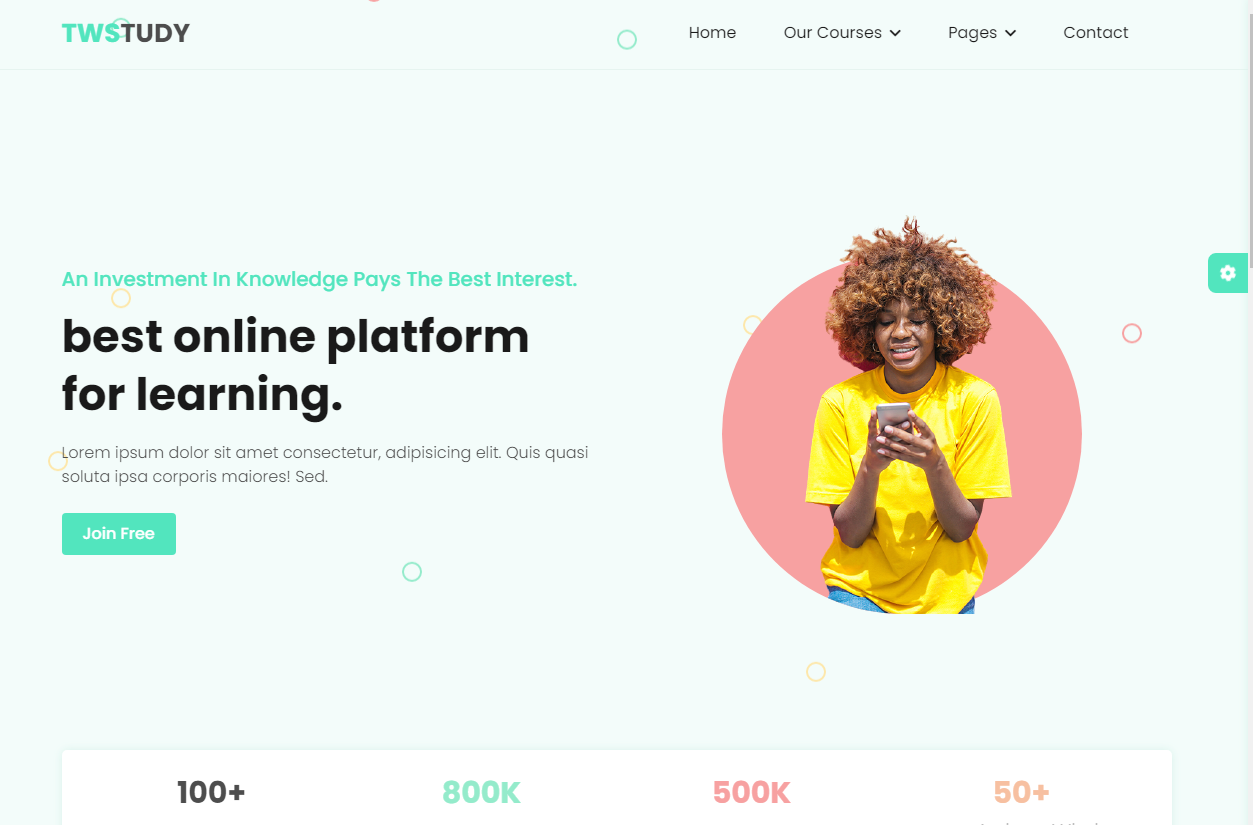 TWSTUDY
Home
Our Courses
Pages
Contact
An Investment In Knowledge Pays The Best Interest.
best online platform
for learning.
Lorem ipsum dolor sit amet consectetur, adipisicing elit. Quis quasi
soluta ipsa corporis maiores! Sed.
Join Free
100+
800K
500K
50+